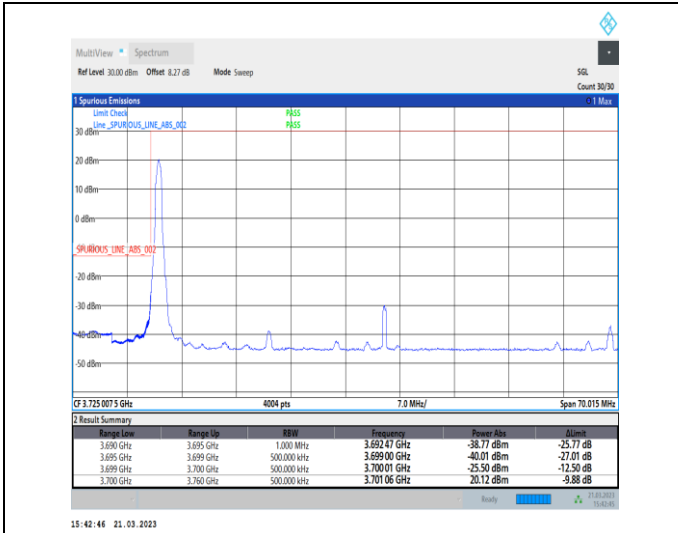 MultiView Spectrum
Ref Level 30.00 dBm Offset 8.27 dB Mode Sweep SGL
Count 30/30
1 Spurious Emissions 1 Max
Limit Check PASS
Line _SPURIOUS_LINE_ABS_002 PASS
30 dBm
20 dBm
10 dBm
0 dBm
_SPURIOUS_LINE_ABS_002
-20 dBm
-30 dBm
-40 dBm
-50 dBm
CF 3.725 007 5 GHz 4004 pts 7.0 MHz/ Span 70.015 MHz
2 Result Summary
Range Low Range Up RBW Frequency Power Abs ΔLimit
3.690 GHz 3.695 GHz 1.000 MHz 3.692 47 GHz -38.77 dBm -25.77 dB
3.695 GHz 3.699 GHz 500.000 kHz 3.699 00 GHz -40.01 dBm -27.01 dB
3.699 GHz 3.700 GHz 500.000 kHz 3.700 01 GHz -25.50 dBm -12.50 dB
3.700 GHz 3.760 GHz 500.000 kHz 3.701 06 GHz 20.12 dBm -9.88 dB
Ready 21.03.2023
15:42:45
15:42:46 21.03.2023